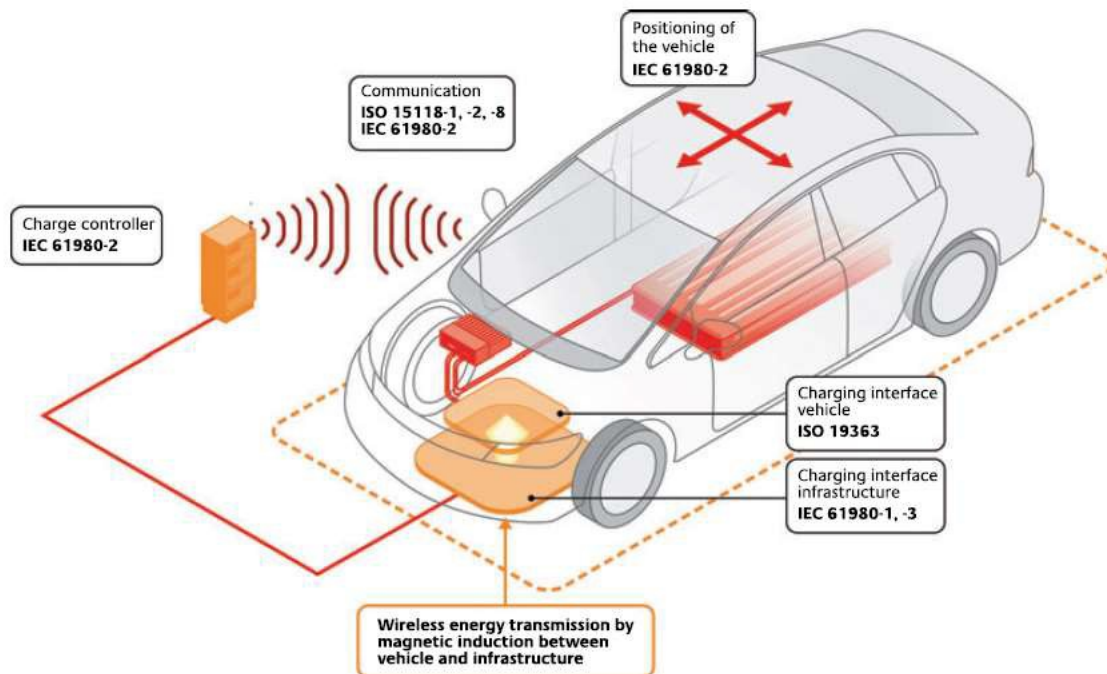 Positioning of
the vehicle
IEC 61980-2
Communication
ISO 15118-1, -2, -8
IEC 61980-2
Charge controller
IEC 61980-2
Charging interface
vehicle
ISO 19363
Charging interface
infrastructure
IEC 61980-1, -3
Wireless energy transmission by
magnetic induction between
vehicle and infrastructure